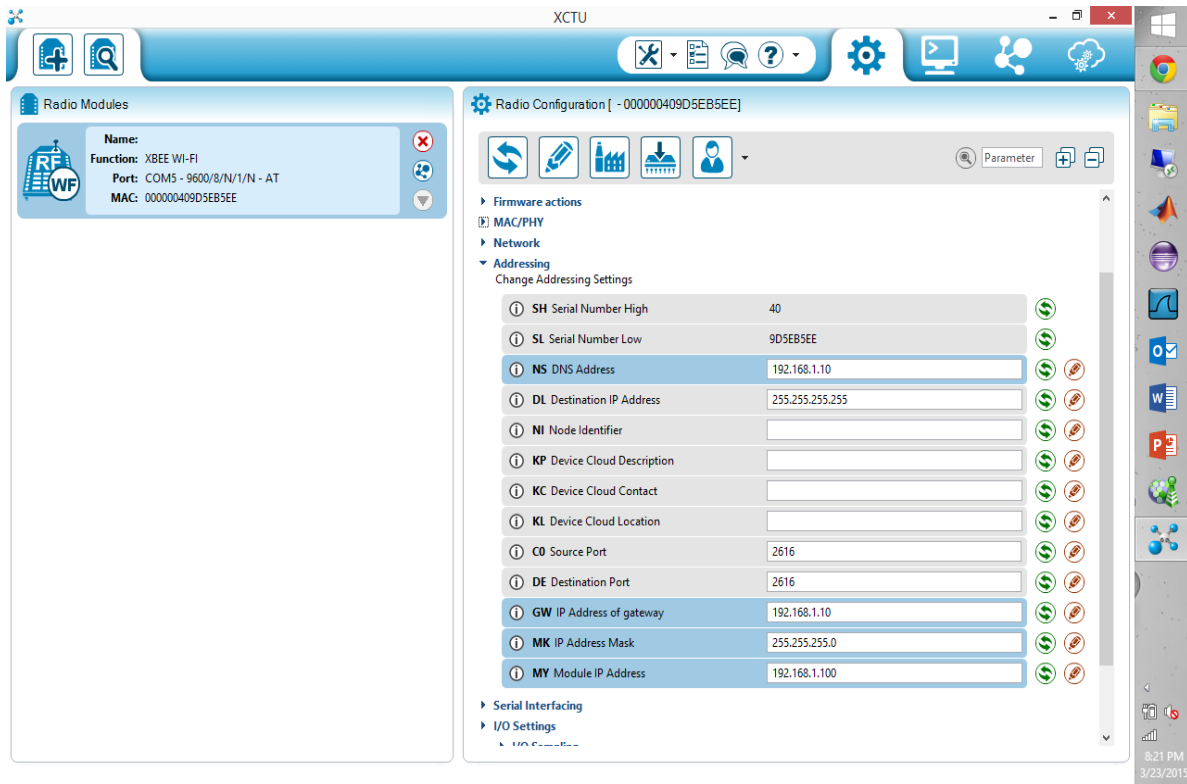 XCTU
Radio Modules
Name:
Function: XBEE WI-FI
Port: COM5 - 9600/8/N/1/N - AT
MAC: 000000409D5EB5EE
RF
WF
Radio Configuration [ - 000000409D5EB5EE]
Parameter
Firmware actions
MAC/PHY
Network
Addressing
Change Addressing Settings
SH Serial Number High 40
SL Serial Number Low 9D5EB5EE
NS DNS Address 192.168.1.10
DL Destination IP Address 255.255.255.255
NI Node Identifier
KP Device Cloud Description
KC Device Cloud Contact
KL Device Cloud Location
C0 Source Port 2616
DE Destination Port 2616
GW IP Address of gateway 192.168.1.10
MK IP Address Mask 255.255.255.0
MY Module IP Address 192.168.1.100
Serial Interfacing
I/O Settings
I/O Sampling
8:21 PM
3/23/2015